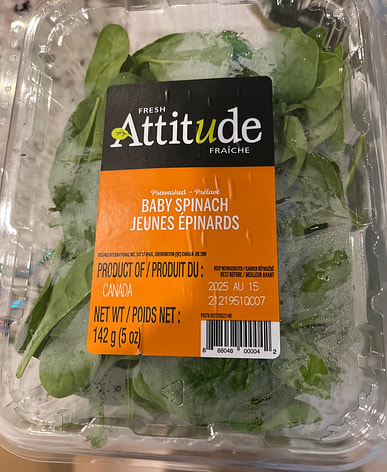 FRESH
Attitude
FRAÎCHE
Prewashed - Prélavé
BABY SPINACH
JEUNES ÉPINARDS
KEEP REFRIGERATED / GARDER RÉFRIGÉRÉ
BEST BEFORE / MEILLEUR AVANT
PRODUCT OF / PRODUIT DU :
CANADA
2025 AU 15
2121951QC07
NET WT / POIDS NET :
142 g (5 oz)
8 88048 00004 2